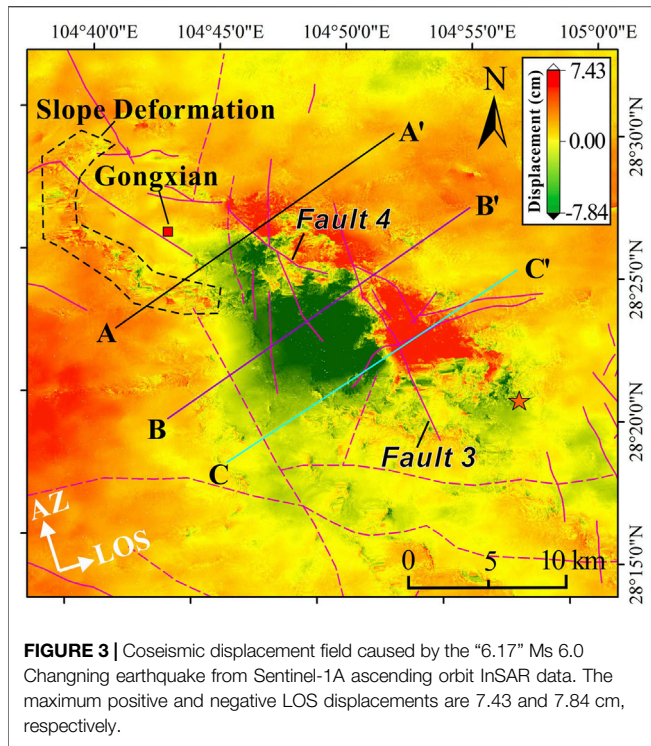 104°40'0"E 104°45'0"E 104°50'0"E 104°55'0"E 105°0'0"E
Slope Deformation
Gongxian
A'
N
7.43
0.00
-7.84
Displacement (cm)
28°30'0"N
B'
Fault 4
C'
28°25'0"N
A
B
C
28°20'0"N
Fault 3
AZ
LOS
0 5 10 km
28°15'0"N
FIGURE 3 | Coseismic displacement field caused by the “6.17” Ms 6.0
Changning earthquake from Sentinel-1A ascending orbit InSAR data. The
maximum positive and negative LOS displacements are 7.43 and 7.84 cm,
respectively.